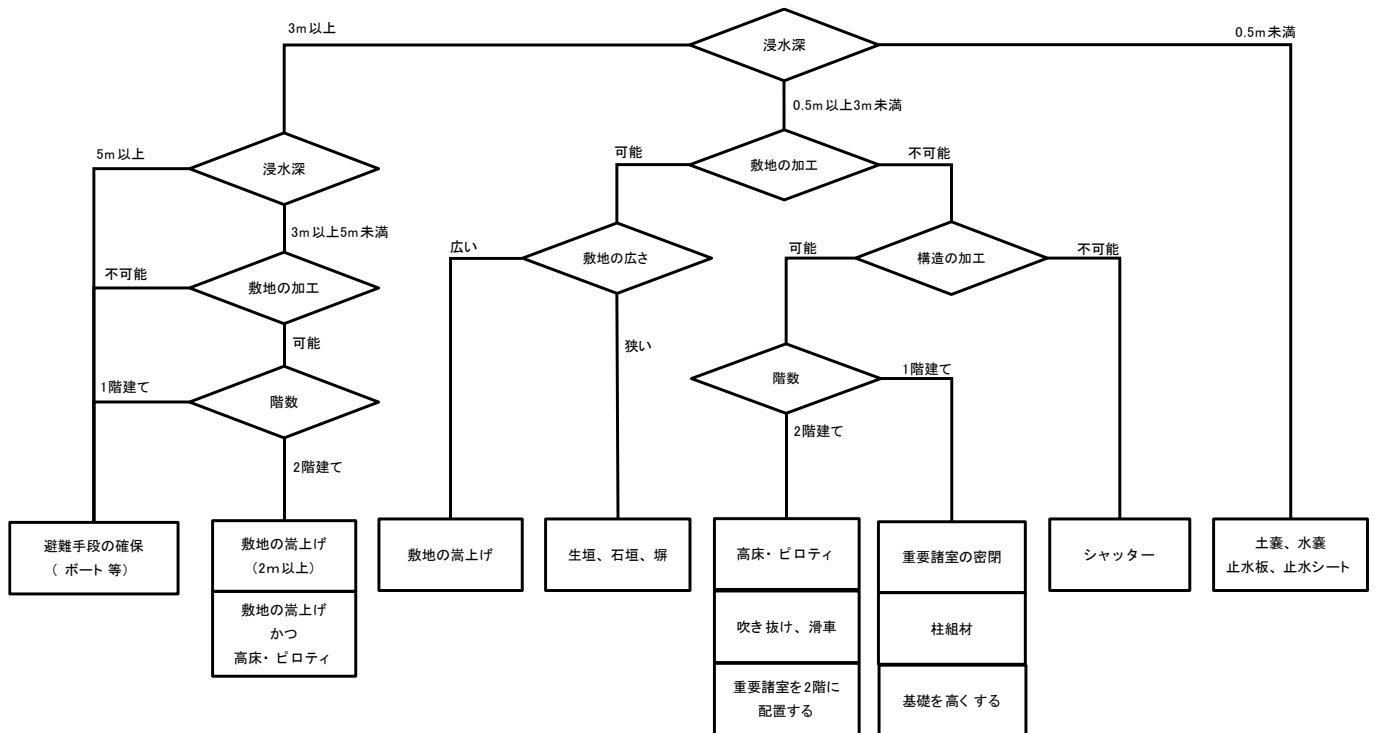 3m以上
浸水深
0.5m未満
0.5m以上3m未満
5m以上
浸水深
可能
敷地の加工
不可能
3m以上5m未満
広い
敷地の広さ
可能
構造の加工
不可能
不可能
敷地の加工
可能
狭い
1階建て
階数
階数
1階建て
2階建て
2階建て
避難手段の確保
(ボート等)
敷地の嵩上げ
(2m以上)
敷地の嵩上げ
かつ
高床・ピロティ
敷地の嵩上げ
生垣、石垣、塀
高床・ピロティ
吹き抜け、滑車
重要諸室を2階に
配置する
重要諸室の密閉
柱組材
基礎を高くする
シャッター
土嚢、水嚢
止水板、止水シート